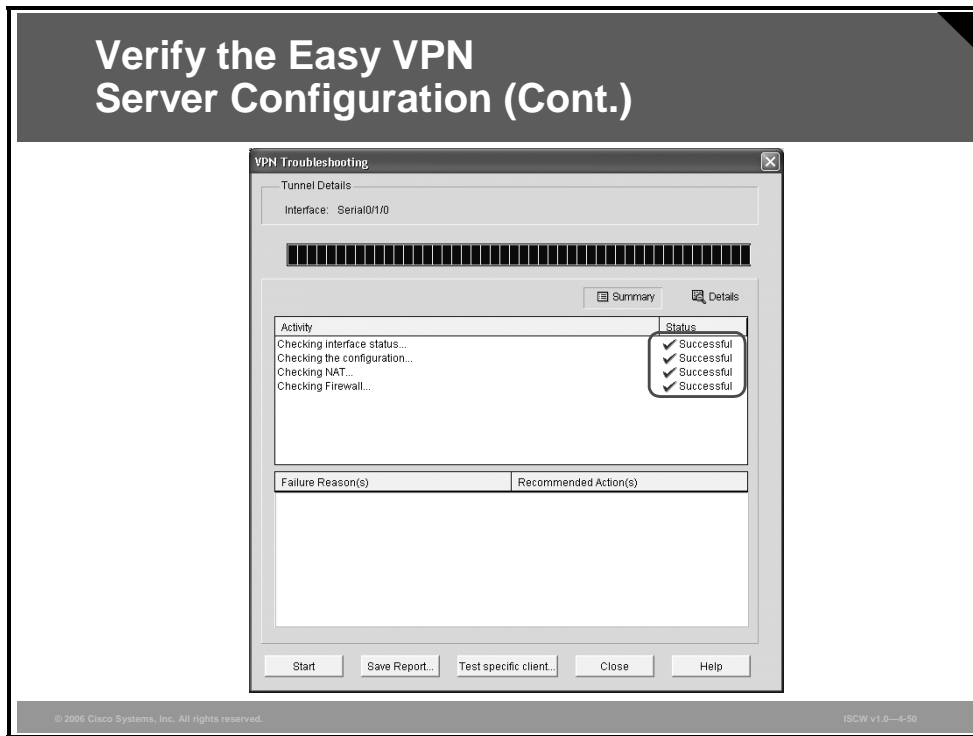 Verify the Easy VPN
Server Configuration (Cont.)
VPN Troubleshooting
Tunnel Details
Interface: Serial0/1/0
Summary
Details
Activity
Status
Checking interface status...
Successful
Checking the configuration...
Successful
Checking NAT...
Successful
Checking Firewall...
Successful
Failure Reason(s)
Recommended Action(s)
Start
Save Report...
Test specific client...
Close
Help
© 2006 Cisco Systems, Inc. All rights reserved.
ISCW v1.0—4-50